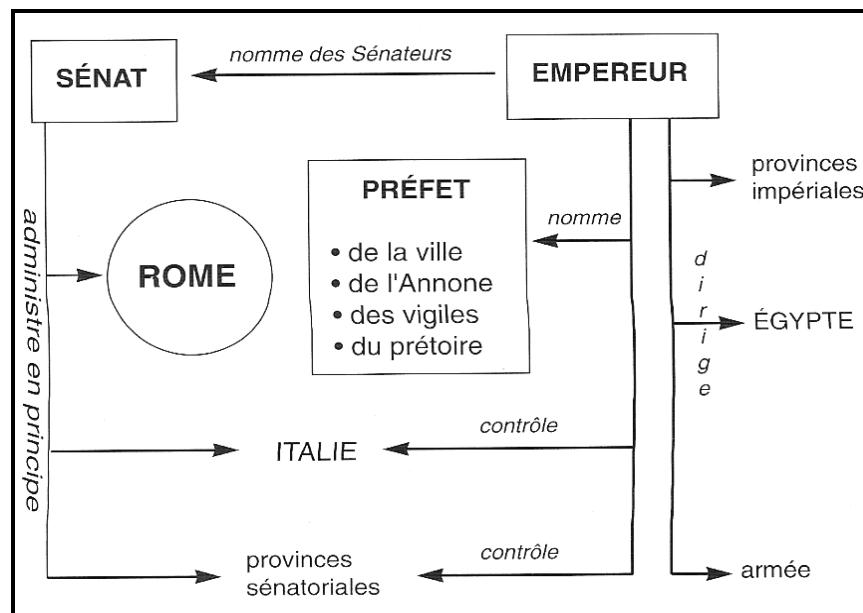 nomme des Sénateurs
SÉNAT
EMPEREUR
administre en principe
ROME
PRÉFET
• de la ville
• de l'Annone
• des vigiles
• du prétoire
nomme
dirige
provinces
impériales
ÉGYPTE
ITALIE
contrôle
provinces
sénatoriales
contrôle
armée